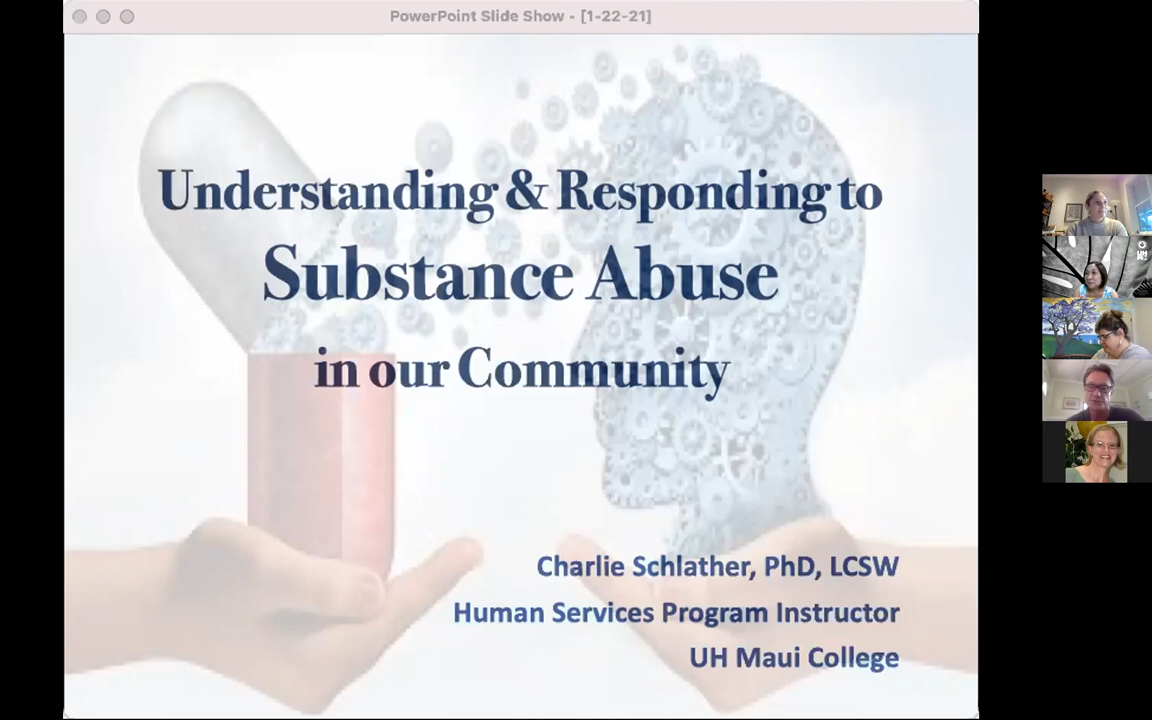 PowerPoint Slide Show - [1-22-21]
Understanding & Responding to
Substance Abuse
in our Community
Charlie Schlather, PhD, LCSW
Human Services Program Instructor
UH Maui College